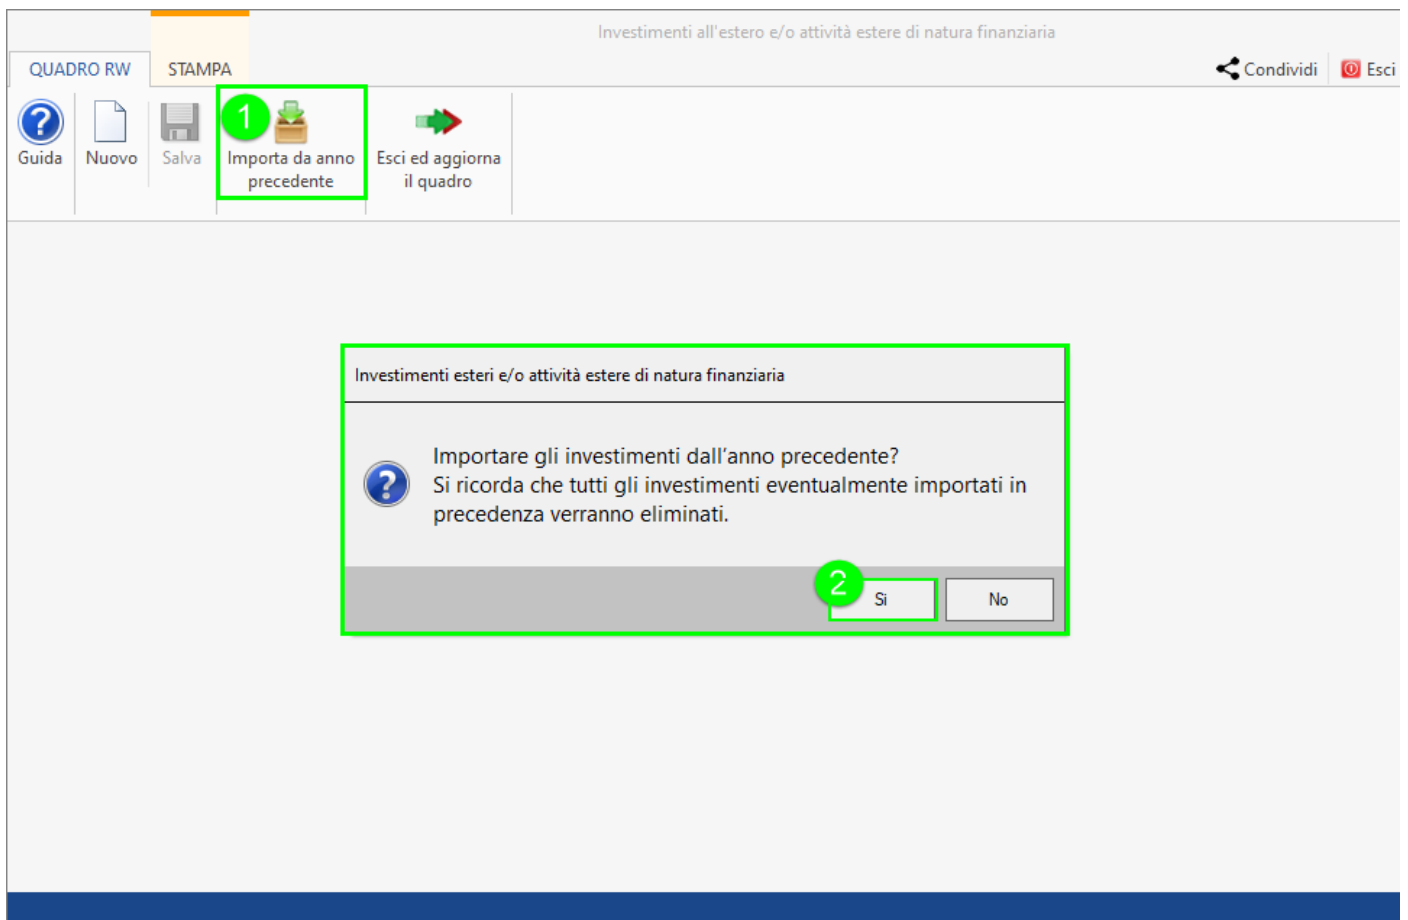 Investimenti all'estero e/o attività estere di natura finanziaria
QUADRO RW
STAMPA
Condividi
Esci
1
Guida
Nuovo
Salva
Importa da anno
precedente
Esci ed aggiorna
il quadro
Investimenti esteri e/o attività estere di natura finanziaria
Importare gli investimenti dall'anno precedente?
Si ricorda che tutti gli investimenti eventualmente importati in
precedenza verranno eliminati.
2
Si
No